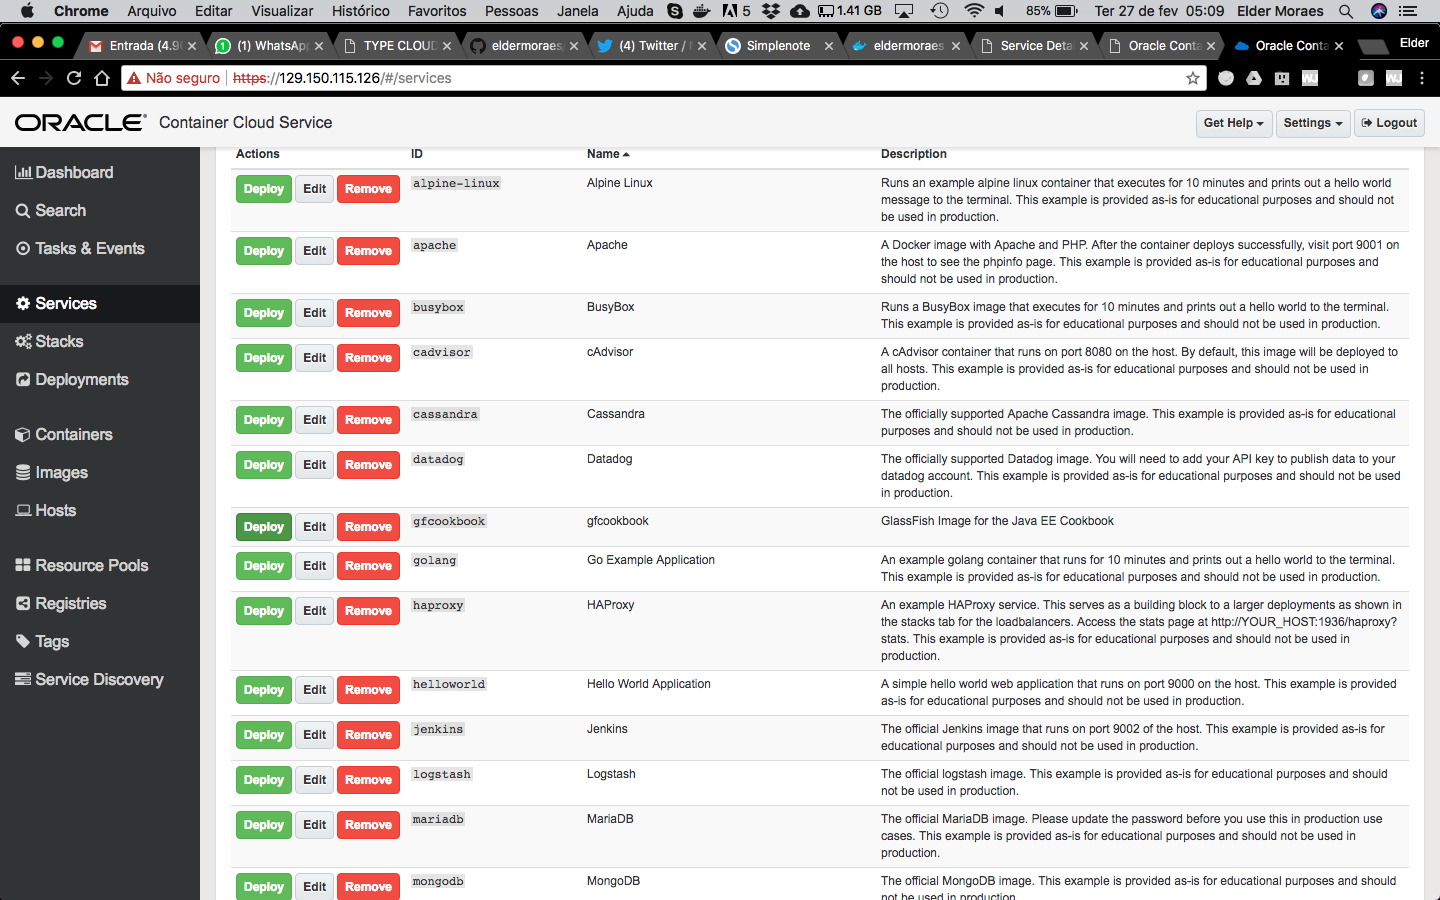 Chrome Arquivo Editar Visualizar Histórico Favoritos Pessoas Janela Ajuda 5 1.41 GB 85% Ter 27 de fev 05:09 Elder Moraes
Entrada (4.9 (1) WhatsAp TYPE CLOUD eldermoraes (4) Twitter / Simplenote eldermoraes Service Deta Oracle Conta Oracle Conta Elder
Não seguro https://129.150.115.126/#/services
ORACLE Container Cloud Service Get Help Settings Logout
Dashboard
Search
Tasks & Events
Services
Stacks
Deployments
Containers
Images
Hosts
Resource Pools
Registries
Tags
Service Discovery
Actions ID Name Description
Deploy Edit Remove alpine-linux Alpine Linux Runs an example alpine linux container that executes for 10 minutes and prints out a hello world
message to the terminal. This example is provided as-is for educational purposes and should not
be used in production.
Deploy Edit Remove apache Apache A Docker image with Apache and PHP. After the container deploys successfully, visit port 9001 on
the host to see the phpinfo page. This example is provided as-is for educational purposes and
should not be used in production.
Deploy Edit Remove busybox BusyBox Runs a BusyBox image that executes for 10 minutes and prints out a hello world to the terminal.
This example is provided as-is for educational purposes and should not be used in production.
Deploy Edit Remove cadvisor cAdvisor A cAdvisor container that runs on port 8080 on the host. By default, this image will be deployed to
all hosts. This example is provided as-is for educational purposes and should not be used in
production.
Deploy Edit Remove cassandra Cassandra The officially supported Apache Cassandra image. This example is provided as-is for educational
purposes and should not be used in production.
Deploy Edit Remove datadog Datadog The officially supported Datadog image. You will need to add your API key to publish data to your
datadog account. This example is provided as-is for educational purposes and should not be used
in production.
Deploy Edit Remove gfcookbook gfcookbook GlassFish Image for the Java EE Cookbook
Deploy Edit Remove golang Go Example Application An example golang container that runs for 10 minutes and prints out a hello world to the terminal.
This example is provided as-is for educational purposes and should not be used in production.
Deploy Edit Remove haproxy HAProxy An example HAProxy service. This serves as a building block to a larger deployments as shown in
the stacks tab for the loadbalancers. Access the stats page at http://YOUR_HOST:1936/haproxy?
stats. This example is provided as-is for educational purposes and should not be used in
production.
Deploy Edit Remove helloworld Hello World Application A simple hello world web application that runs on port 9000 on the host. This example is provided
as-is for educational purposes and should not be used in production.
Deploy Edit Remove jenkins Jenkins The official Jenkins image that runs on port 9002 of the host. This example is provided as-is for
educational purposes and should not be used in production.
Deploy Edit Remove logstash Logstash The official logstash image. This example is provided as-is for educational purposes and should
not be used in production.
Deploy Edit Remove mariadb MariaDB The official MariaDB image. Please update the password before you use this in production use
cases. This example is provided as-is for educational purposes and should not be used in
production.
Deploy Edit Remove mongodb MongoDB The official MongoDB image. This example is provided as-is for educational purposes and should
not be used in production.